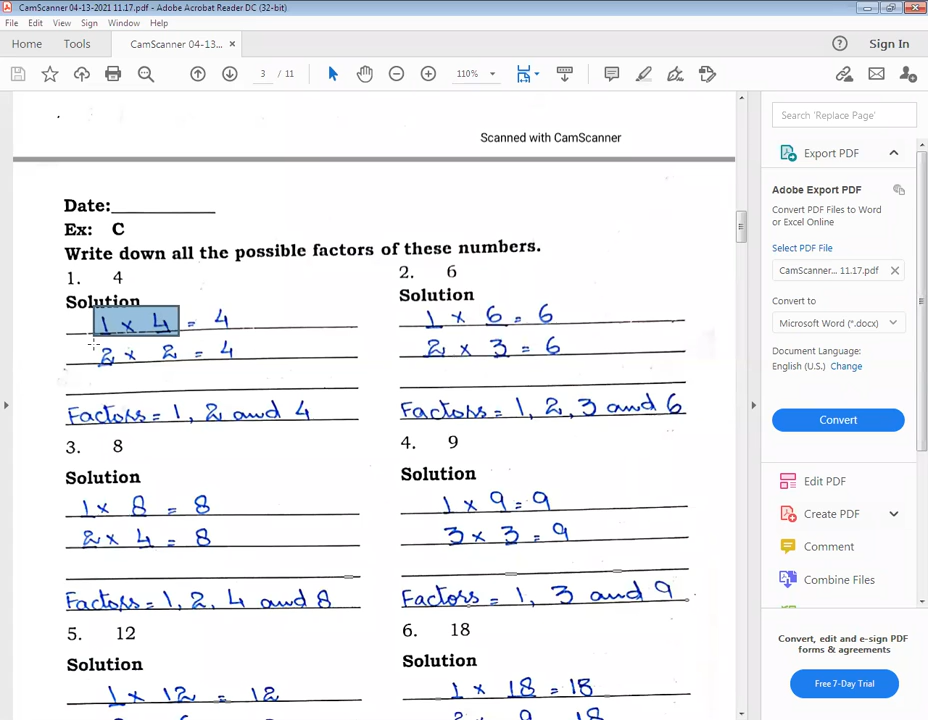 CamScanner 04-13-2021 11.17.pdf - Adobe Acrobat Reader DC (32-bit)
File Edit View Sign Window Help
Home Tools CamScanner 04-13... × Sign In
3 / 11 110%
Scanned with CamScanner
Date:
Ex: C
Write down all the possible factors of these numbers.
1. 4
Solution
1 × 4 = 4
2 × 2 = 4
Factors = 1, 2 and 4
2. 6
Solution
1 × 6 = 6
2 × 3 = 6
Factors = 1, 2, 3 and 6
3. 8
Solution
1 × 8 = 8
2 × 4 = 8
Factors = 1, 2, 4 and 8
4. 9
Solution
1 × 9 = 9
3 × 3 = 9
Factors = 1, 3 and 9
5. 12
Solution
1 × 12 = 12
6. 18
Solution
1 × 18 = 18
Search 'Replace Page'
Export PDF
Adobe Export PDF
Convert PDF Files to Word
or Excel Online
Select PDF File
CamScanner ... 11.17.pdf ×
Convert to
Microsoft Word (*.docx)
Document Language:
English (U.S.) Change
Convert
Edit PDF
Create PDF
Comment
Combine Files
Convert, edit and e-sign PDF
forms & agreements
Free 7-Day Trial